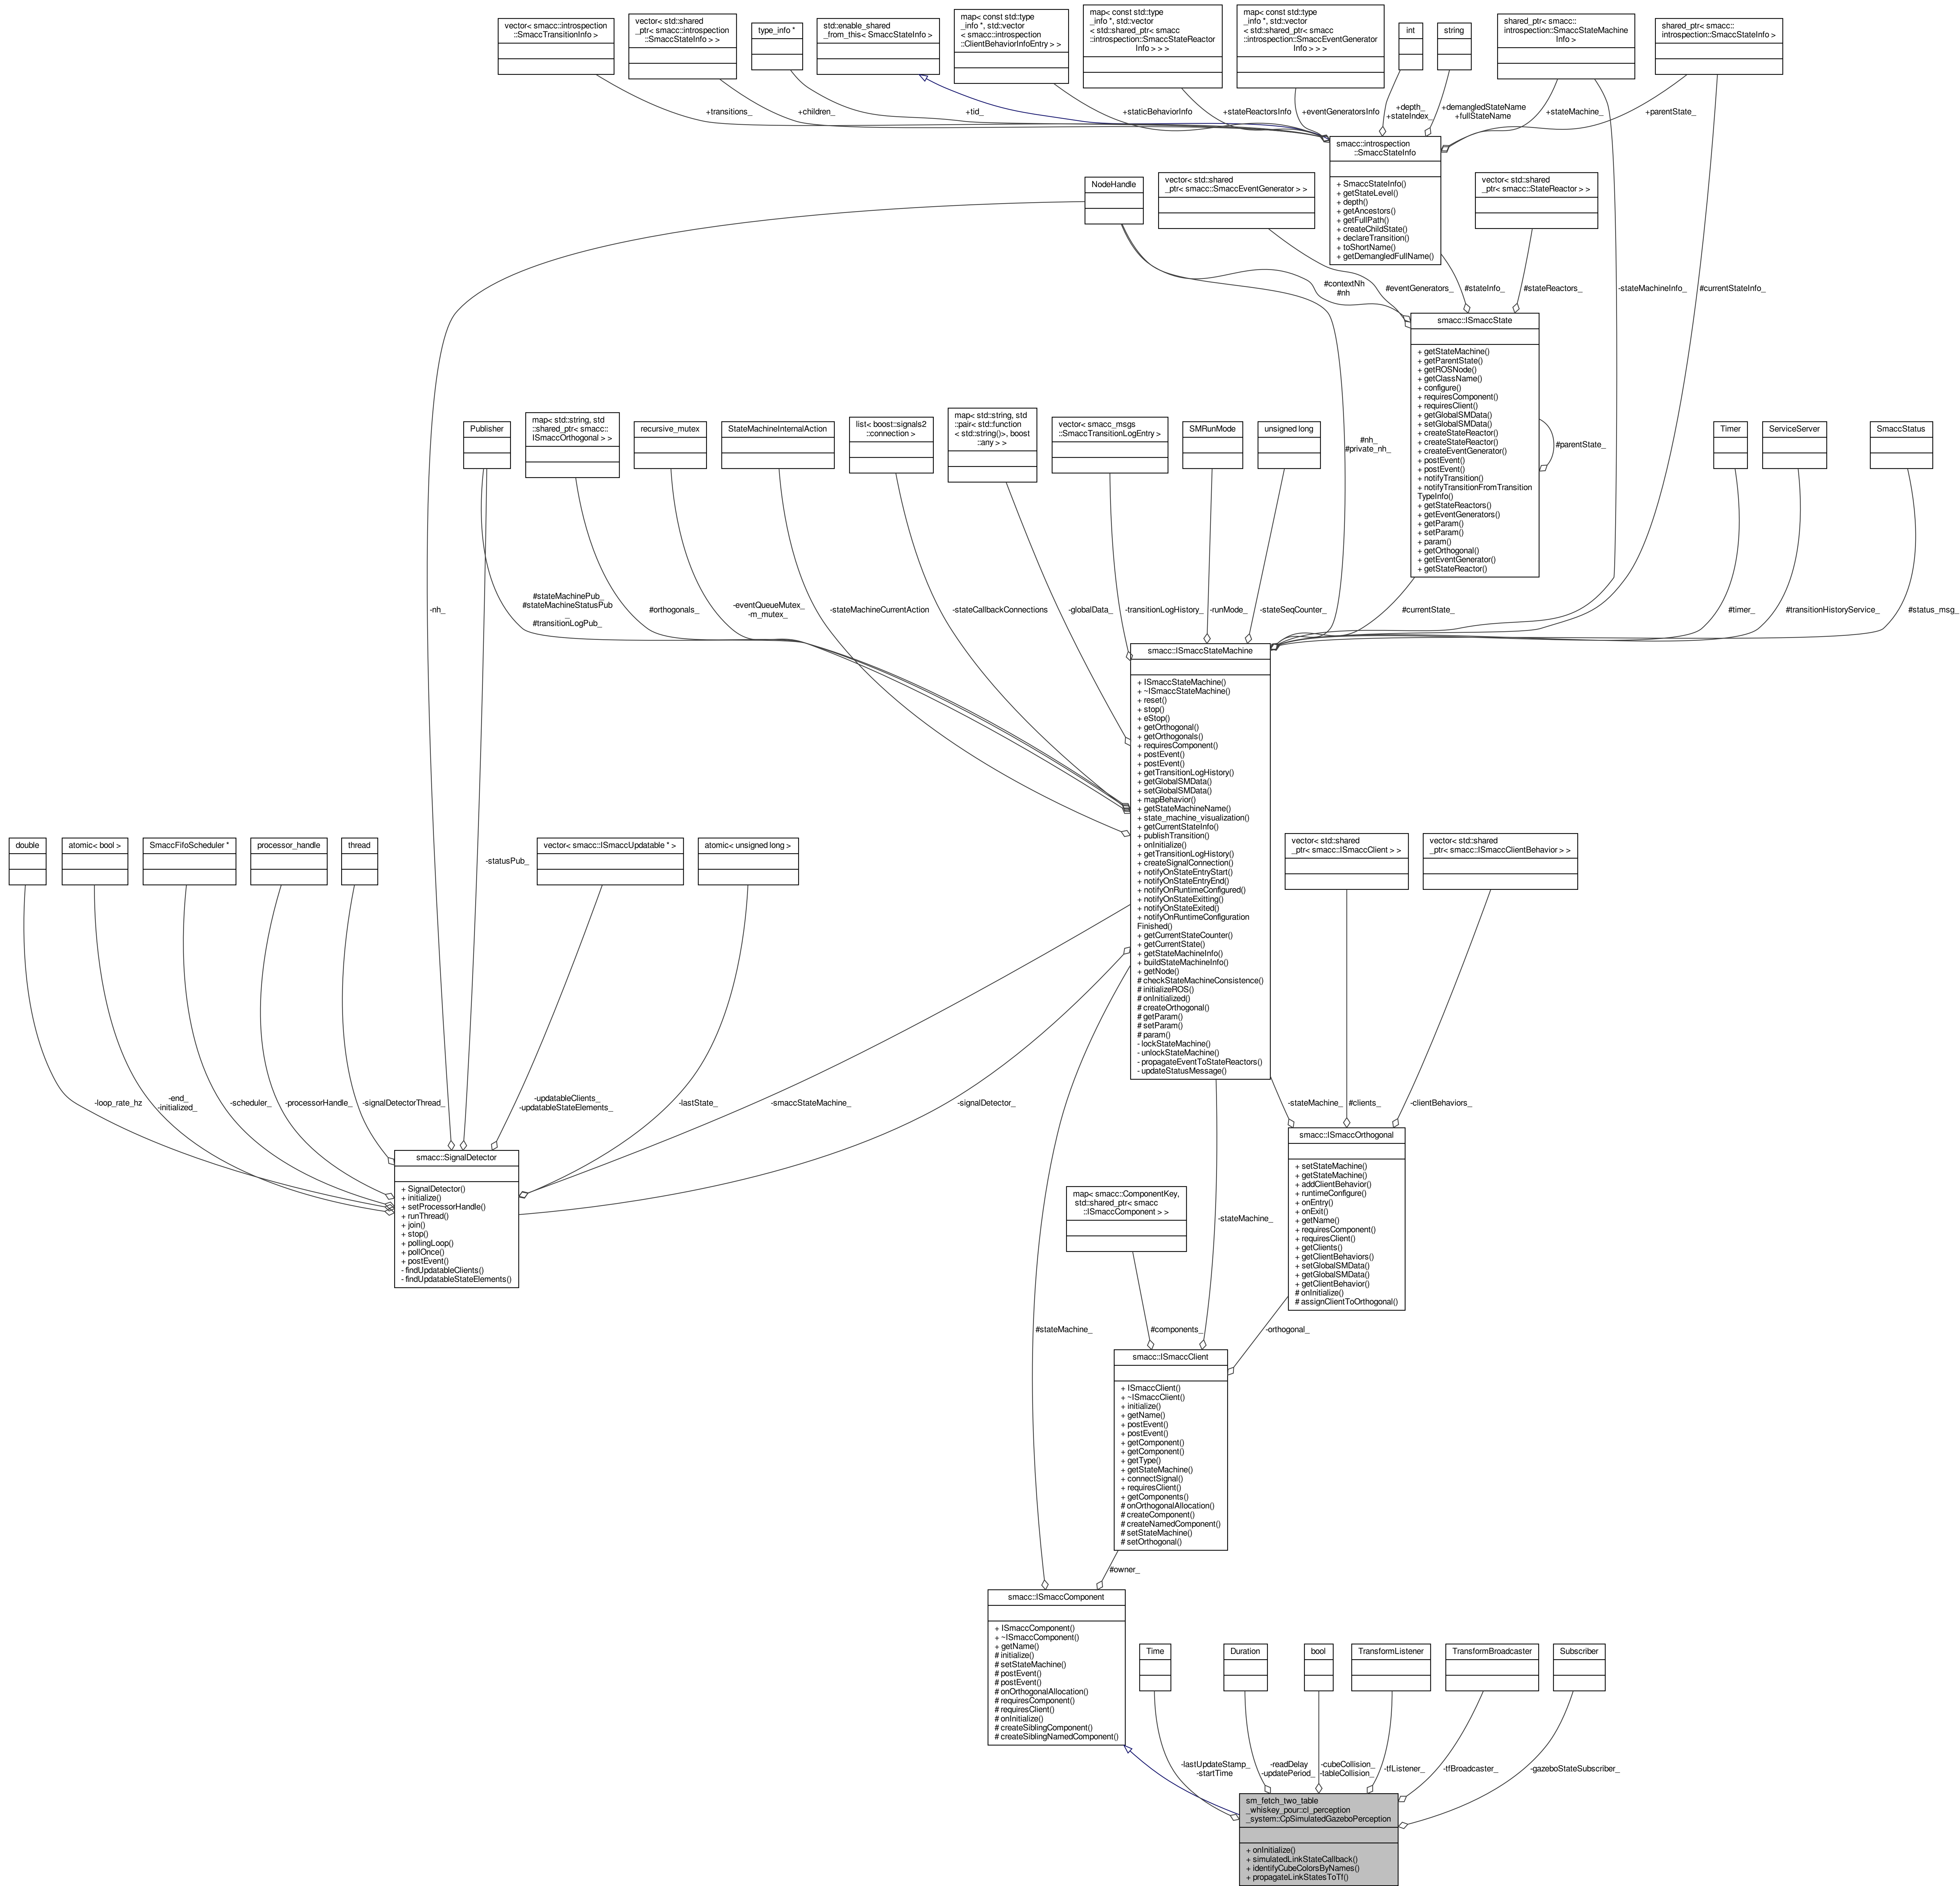 vector< smacc::introspection
::SmaccTransitionInfo >
vector< std::shared
_ptr< smacc::introspection
::SmaccStateInfo > >
type_info *
std::enable_shared
_from_this< SmaccStateInfo >
map< const std::type
_info *, std::vector
< smacc::introspection
::ClientBehaviorInfoEntry > >
map< const std::type
_info *, std::vector
< std::shared_ptr< smacc
::introspection::SmaccStateReactor
Info > > >
map< const std::type
_info *, std::vector
< std::shared_ptr< smacc
::introspection::SmaccEventGenerator
Info > > >
int
string
shared_ptr< smacc::
introspection::SmaccStateMachine
Info >
shared_ptr< smacc::
introspection::SmaccStateInfo >
+transitions_
+children_
+tid_
+staticBehaviorInfo
+stateReactorsInfo
+eventGeneratorsInfo
+depth_
+stateIndex_
+demangledStateName
+fullStateName
+stateMachine_
+parentState_
smacc::introspection
::SmaccStateInfo
+ SmaccStateInfo()
+ getStateLevel()
+ depth()
+ getAncestors()
+ getFullPath()
+ createChildState()
+ declareTransition()
+ toShortName()
+ getDemangledFullName()
NodeHandle
vector< std::shared
_ptr< smacc::SmaccEventGenerator > >
vector< std::shared
_ptr< smacc::StateReactor > >
#contextNh
#nh
#eventGenerators_
#stateInfo_
#stateReactors_
-stateMachineInfo_
#currentStateInfo_
smacc::ISmaccState
+ getStateMachine()
+ getParentState()
+ getROSNode()
+ getClassName()
+ configure()
+ requiresComponent()
+ requiresClient()
+ getGlobalSMData()
+ setGlobalSMData()
+ createStateReactor()
+ createStateReactor()
+ createEventGenerator()
+ postEvent()
+ postEvent()
+ notifyTransition()
+ notifyTransitionFromTransition
TypeInfo()
+ getStateReactors()
+ getEventGenerators()
+ getParam()
+ setParam()
+ param()
+ getOrthogonal()
+ getEventGenerator()
+ getStateReactor()
#parentState_
Publisher
map< std::string, std
::shared_ptr< smacc::
ISmaccOrthogonal > >
recursive_mutex
StateMachineInternalAction
list< boost::signals2
::connection >
map< std::string, std
::pair< std::function
< std::string()>, boost
::any > >
vector< smacc_msgs
::SmaccTransitionLogEntry >
SMRunMode
unsigned long
#nh_
#private_nh_
Timer
ServiceServer
SmaccStatus
-nh_
#stateMachinePub_
#stateMachineStatusPub
_
#transitionLogPub_
#orthogonals_
-eventQueueMutex_
-m_mutex_
-stateMachineCurrentAction
-stateCallbackConnections
-globalData_
-transitionLogHistory_
-runMode_
-stateSeqCounter_
#currentState_
#timer_
#transitionHistoryService_
#status_msg_
smacc::ISmaccStateMachine
+ ISmaccStateMachine()
+ ~ISmaccStateMachine()
+ reset()
+ stop()
+ eStop()
+ getOrthogonal()
+ getOrthogonals()
+ requiresComponent()
+ postEvent()
+ postEvent()
+ getTransitionLogHistory()
+ getGlobalSMData()
+ setGlobalSMData()
+ mapBehavior()
+ getStateMachineName()
+ state_machine_visualization()
+ getCurrentStateInfo()
+ publishTransition()
+ onInitialize()
+ getTransitionLogHistory()
+ createSignalConnection()
+ notifyOnStateEntryStart()
+ notifyOnStateEntryEnd()
+ notifyOnRuntimeConfigured()
+ notifyOnStateExitting()
+ notifyOnStateExited()
+ notifyOnRuntimeConfiguration
Finished()
+ getCurrentStateCounter()
+ getCurrentState()
+ getStateMachineInfo()
+ buildStateMachineInfo()
+ getNode()
# checkStateMachineConsistence()
# initializeROS()
# onInitialized()
# createOrthogonal()
# getParam()
# setParam()
# param()
- lockStateMachine()
- unlockStateMachine()
- propagateEventToStateReactors()
- updateStatusMessage()
double
atomic< bool >
SmaccFifoScheduler *
processor_handle
thread
-statusPub_
vector< smacc::ISmaccUpdatable * >
atomic< unsigned long >
vector< std::shared
_ptr< smacc::ISmaccClient > >
vector< std::shared
_ptr< smacc::ISmaccClientBehavior > >
-loop_rate_hz
-end_
-initialized_
-scheduler_
-processorHandle_
-signalDetectorThread_
-updatableClients_
-updatableStateElements_
-lastState_
-smaccStateMachine_
-signalDetector_
-stateMachine_
#clients_
-clientBehaviors_
smacc::SignalDetector
+ SignalDetector()
+ initialize()
+ setProcessorHandle()
+ runThread()
+ join()
+ stop()
+ pollingLoop()
+ pollOnce()
+ postEvent()
- findUpdatableClients()
- findUpdatableStateElements()
smacc::ISmaccOrthogonal
+ setStateMachine()
+ getStateMachine()
+ addClientBehavior()
+ runtimeConfigure()
+ onEntry()
+ onExit()
+ getName()
+ requiresComponent()
+ requiresClient()
+ getClients()
+ getClientBehaviors()
+ setGlobalSMData()
+ getGlobalSMData()
+ getClientBehavior()
# onInitialize()
# assignClientToOrthogonal()
map< smacc::ComponentKey,
std::shared_ptr< smacc
::ISmaccComponent > >
-stateMachine_
#stateMachine_
#components_
-orthogonal_
smacc::ISmaccClient
+ ISmaccClient()
+ ~ISmaccClient()
+ initialize()
+ getName()
+ postEvent()
+ postEvent()
+ getComponent()
+ getComponent()
+ getType()
+ getStateMachine()
+ connectSignal()
+ requiresClient()
+ getComponents()
# onOrthogonalAllocation()
# createComponent()
# createNamedComponent()
# setStateMachine()
# setOrthogonal()
#owner_
smacc::ISmaccComponent
+ ISmaccComponent()
+ ~ISmaccComponent()
+ getName()
# initialize()
# setStateMachine()
# postEvent()
# postEvent()
# onOrthogonalAllocation()
# requiresComponent()
# requiresClient()
# onInitialize()
# createSiblingComponent()
# createSiblingNamedComponent()
Time
Duration
bool
TransformListener
TransformBroadcaster
Subscriber
-lastUpdateStamp_
-startTime
-readDelay
-updatePeriod_
-cubeCollision_
-tableCollision_
-tfListener_
-tfBroadcaster_
-gazeboStateSubscriber_
sm_fetch_two_table
_whiskey_pour::cl_perception
_system::CpSimulatedGazeboPerception
+ onInitialize()
+ simulatedLinkStateCallback()
+ identifyCubeColorsByNames()
+ propagateLinkStatesToTf()